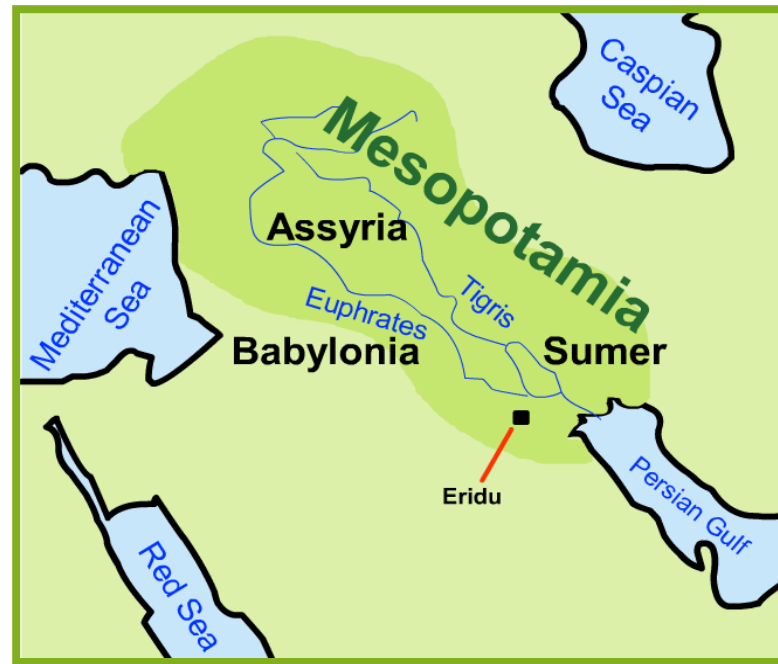 Caspian
Sea
Mesopotamia
Mediterranean
Sea
Assyria
Tigris
Euphrates
Babylonia
Sumer
Eridu
Persian Gulf
Red Sea